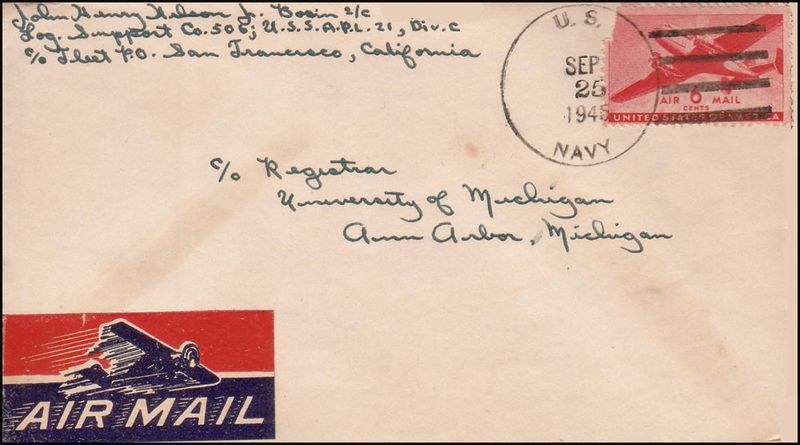 John Henry Nelson Jr. Bosin 2/c
Log. Support Co. 506; U.S.S. A.P.L. 21, Div. C
c/o Fleet P.O. San Francisco, California
U. S.
SEP
25
1945
NAVY
AIR 6 MAIL
CENTS
UNITED STATES OF AMERICA
c/o Registrar
University of Michigan
Ann Arbor, Michigan
AIR MAIL